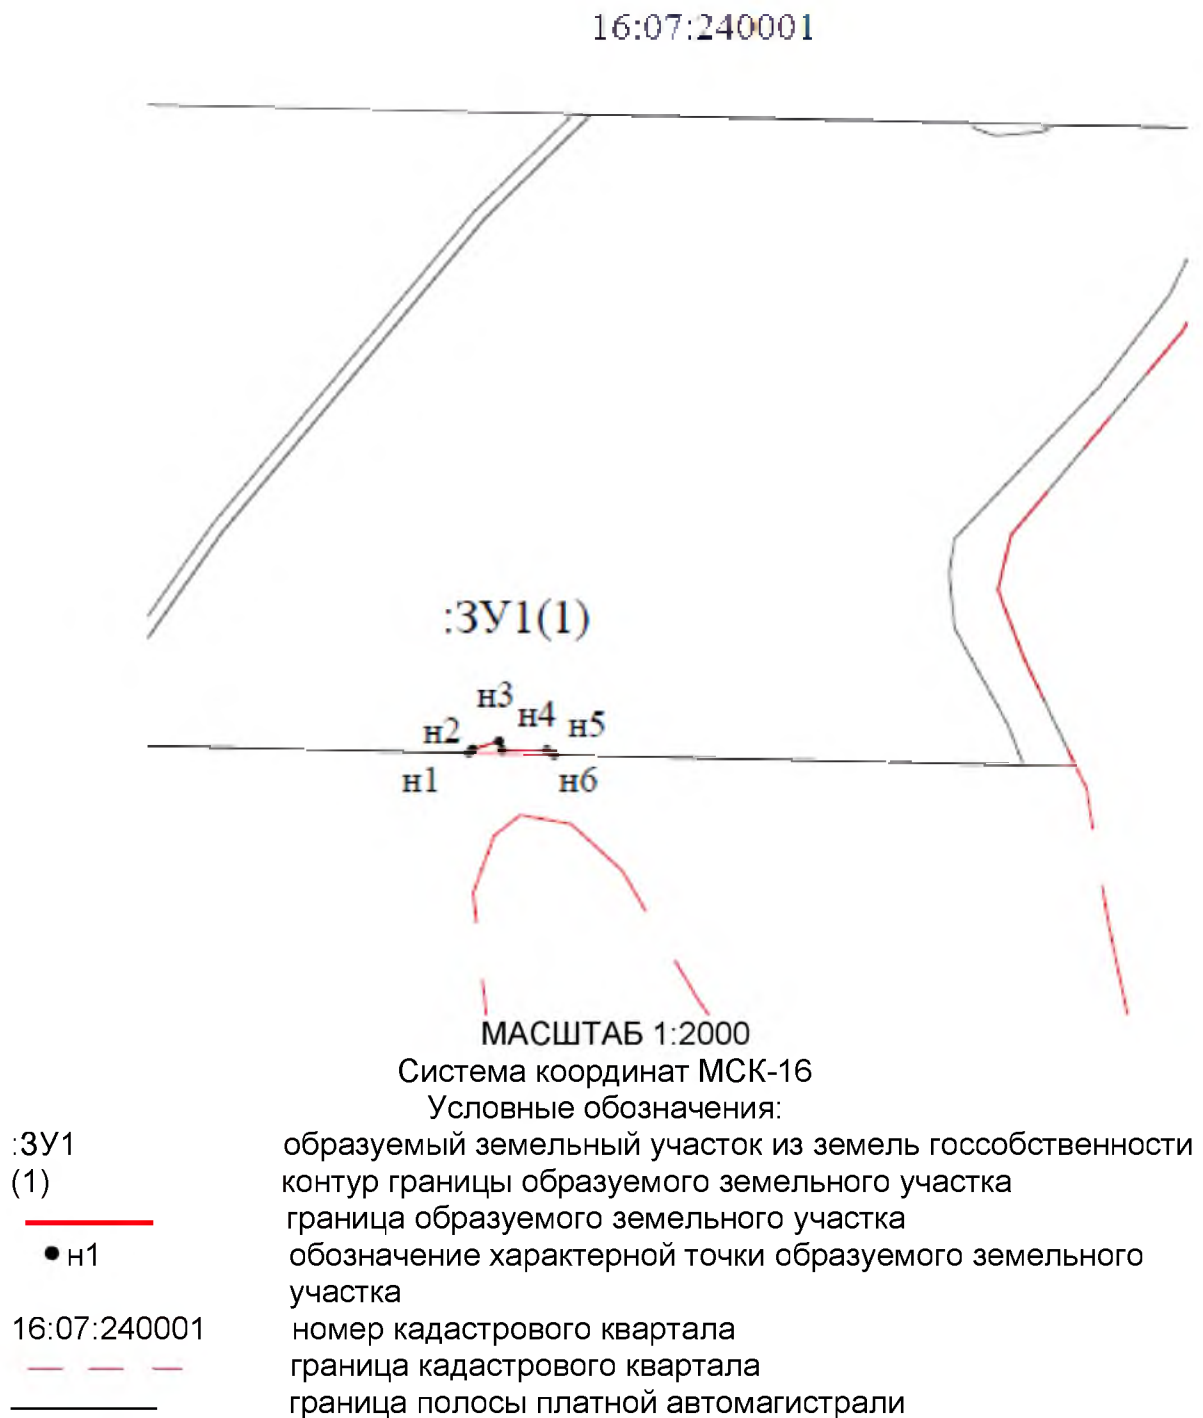 16:07:240001
:ЗУ1(1)
н3
н4
н5
н2
н1
н6
МАСШТАБ 1:2000
Система координат МСК-16
Условные обозначения:
:ЗУ1 образуемый земельный участок из земель госсобственности
(1) контур границы образуемого земельного участка
граница образуемого земельного участка
н1 обозначение характерной точки образуемого земельного
участка
16:07:240001 номер кадастрового квартала
граница кадастрового квартала
граница полосы платной автомагистрали